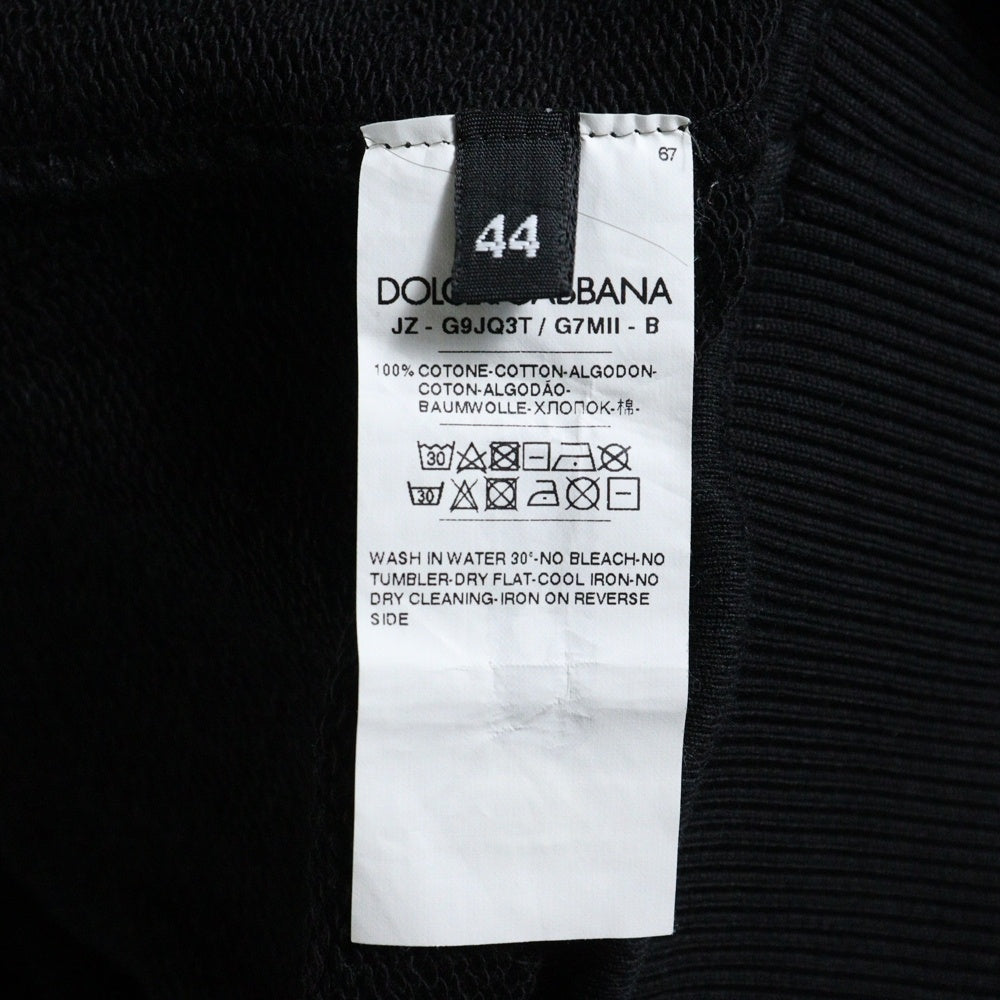 67
44
DOLCE & GABBANA
JZ - G9JQ3T / G7MII - B
100% COTONE-COTTON-ALGODON-
COTON-ALGODÃO-
BAUMWOLLE-ХЛОПОК-棉-
30
30
WASH IN WATER 30°-NO BLEACH-NO
TUMBLER-DRY FLAT-COOL IRON-NO
DRY CLEANING-IRON ON REVERSE
SIDE